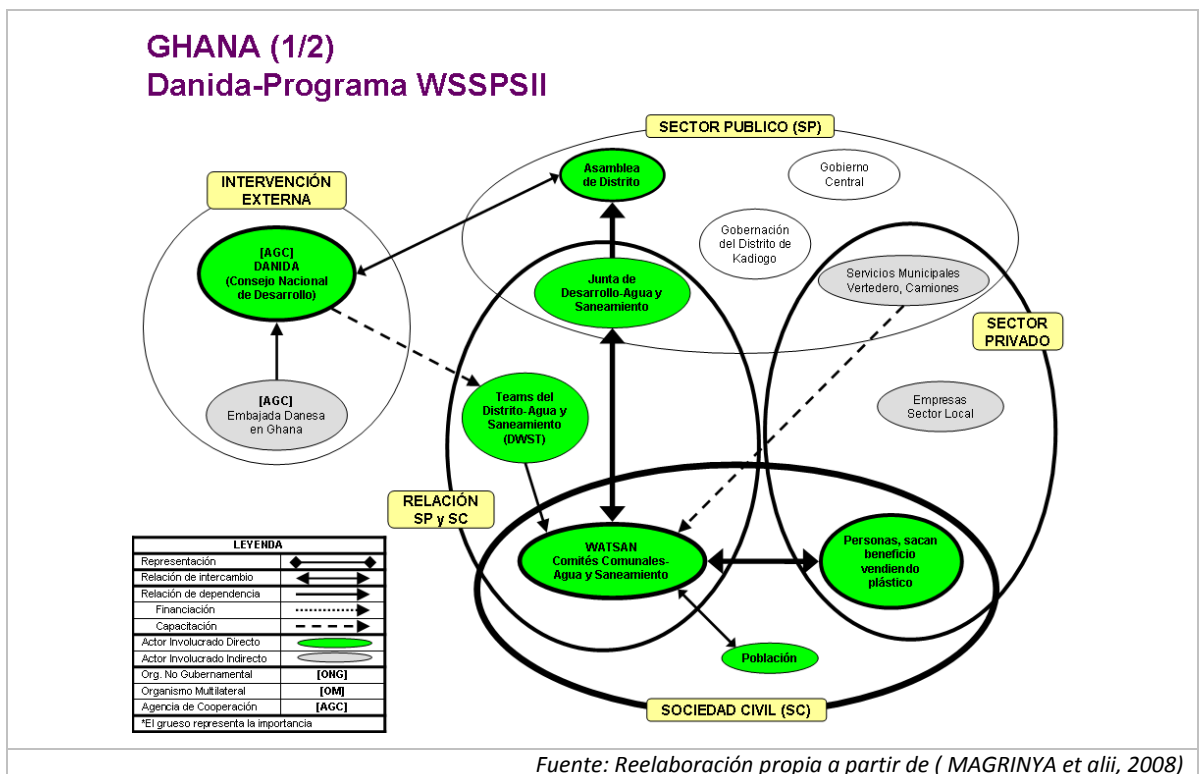 GHANA (1/2)
Danida-Programa WSSPSII
SECTOR PUBLICO (SP)
Asamblea
de Distrito
Gobierno
Central
INTERVENCIÓN
EXTERNA
Gobernación
del Distrito de
Kadiogo
[AGC]
DANIDA
(Consejo Nacional
de Desarrollo)
Junta de
Desarrollo-Agua y
Saneamiento
Servicios Municipales
Vertedero, Camiones
SECTOR
PRIVADO
[AGC]
Embajada Danesa
en Ghana
Teams del
Distrito-Agua y
Saneamiento
(DWST)
Empresas
Sector Local
RELACIÓN
SP y SC
WATSAN
Comités Comunales-
Agua y Saneamiento
Personas, sacan
beneficio
vendiendo
plástico
Población
SOCIEDAD CIVIL (SC)
LEYENDA
Representación
Relación de intercambio
Relación de dependencia
Financiación
Capacitación
Actor Involucrado Directo
Actor Involucrado Indirecto
Org. No Gubernamental [ONG]
Organismo Multilateral [OM]
Agencia de Cooperación [AGC]
*El grueso representa la importancia
Fuente: Reelaboración propia a partir de ( MAGRINYA et alii, 2008)